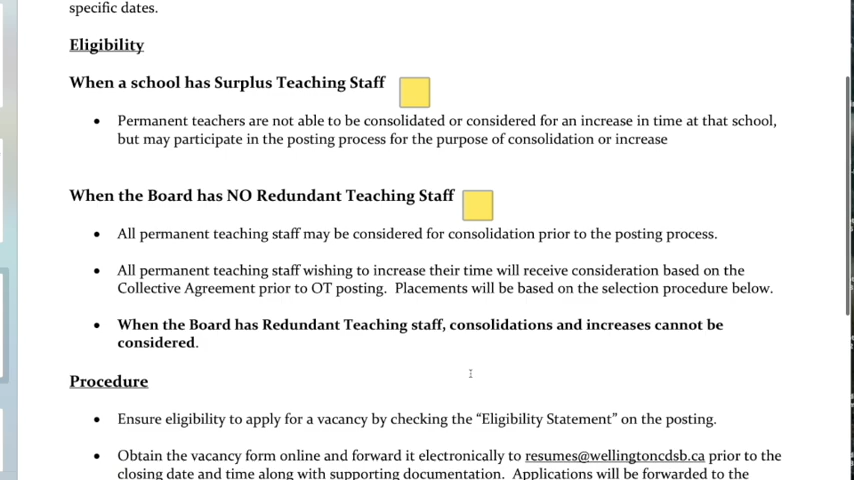 specific dates.
Eligibility
When a school has Surplus Teaching Staff
• Permanent teachers are not able to be consolidated or considered for an increase in time at that school,
but may participate in the posting process for the purpose of consolidation or increase
When the Board has NO Redundant Teaching Staff
• All permanent teaching staff may be considered for consolidation prior to the posting process.
• All permanent teaching staff wishing to increase their time will receive consideration based on the
Collective Agreement prior to OT posting. Placements will be based on the selection procedure below.
• When the Board has Redundant Teaching staff, consolidations and increases cannot be
considered.
Procedure
• Ensure eligibility to apply for a vacancy by checking the “Eligibility Statement” on the posting.
• Obtain the vacancy form online and forward it electronically to resumes@wellingtoncdsb.ca prior to the
closing date and time along with supporting documentation. Applications will be forwarded to the